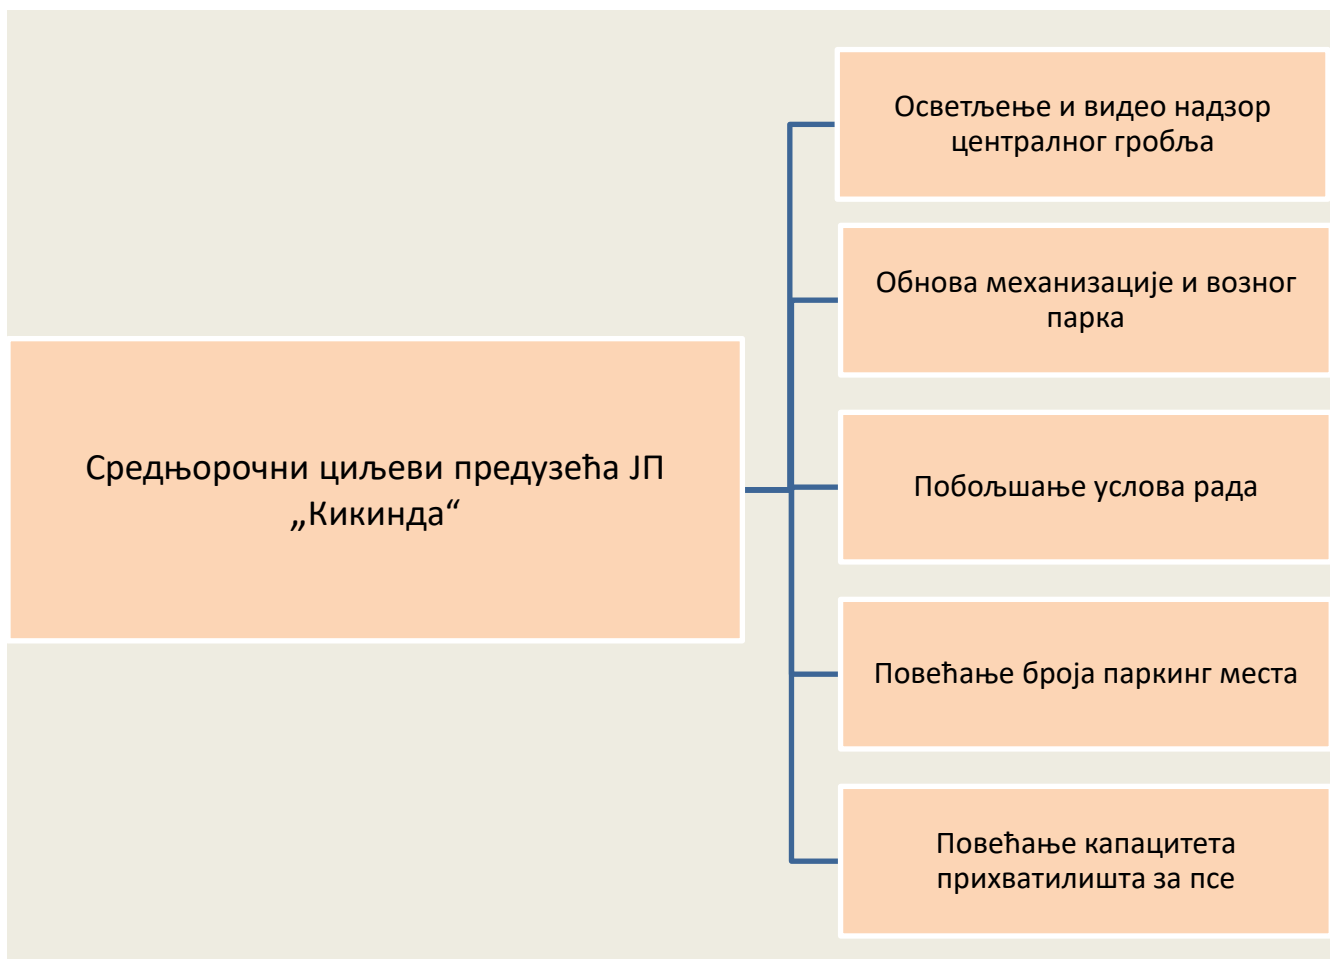 Осветљење и видео надзор
централног гробља
Обнова механизације и возног
парка
Средњорочни циљеви предузећа ЈП
„Кикинда“
Побољшање услова рада
Повећање броја паркинг места
Повећање капацитета
прихватилишта за псе